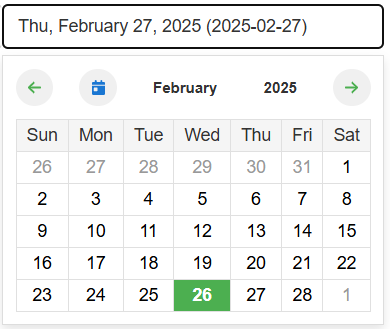 Thu, February 27, 2025 (2025-02-27)
February 2025
Sun Mon Tue Wed Thu Fri Sat
26 27 28 29 30 31 1
2 3 4 5 6 7 8
9 10 11 12 13 14 15
16 17 18 19 20 21 22
23 24 25 26 27 28 1